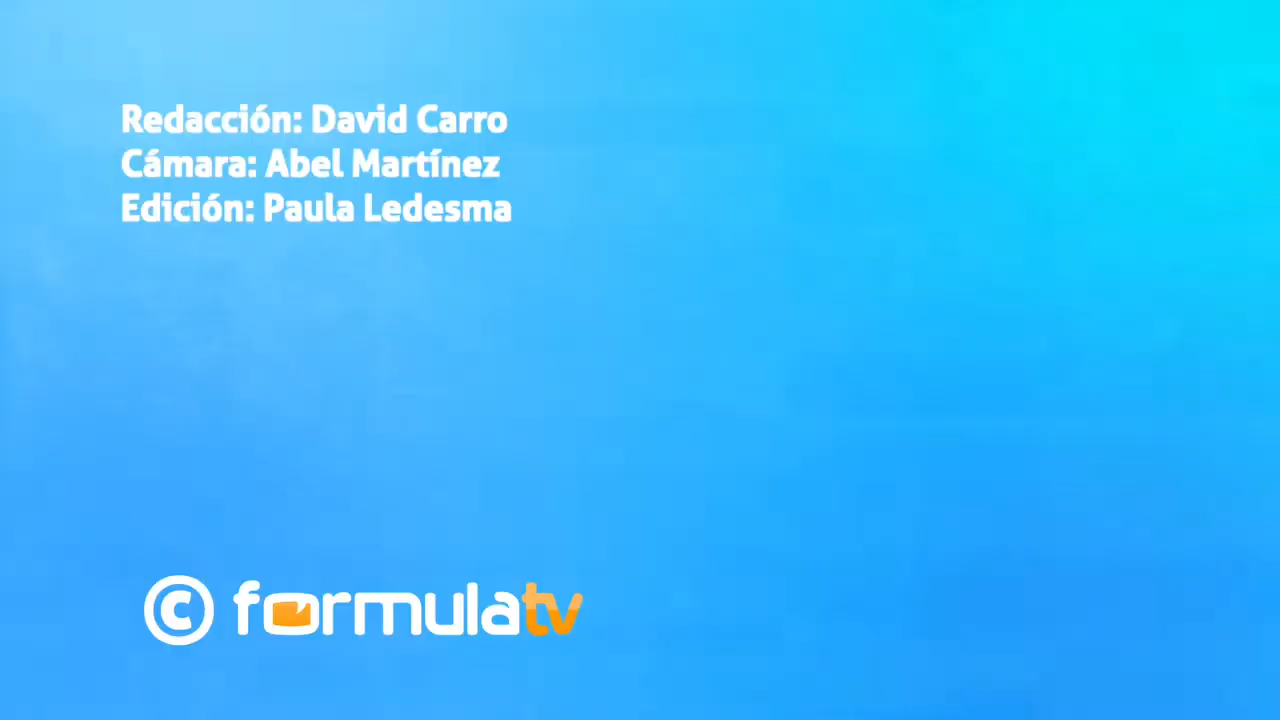 Redacción: David Carro
Cámara: Abel Martínez
Edición: Paula Ledesma
© formulatv